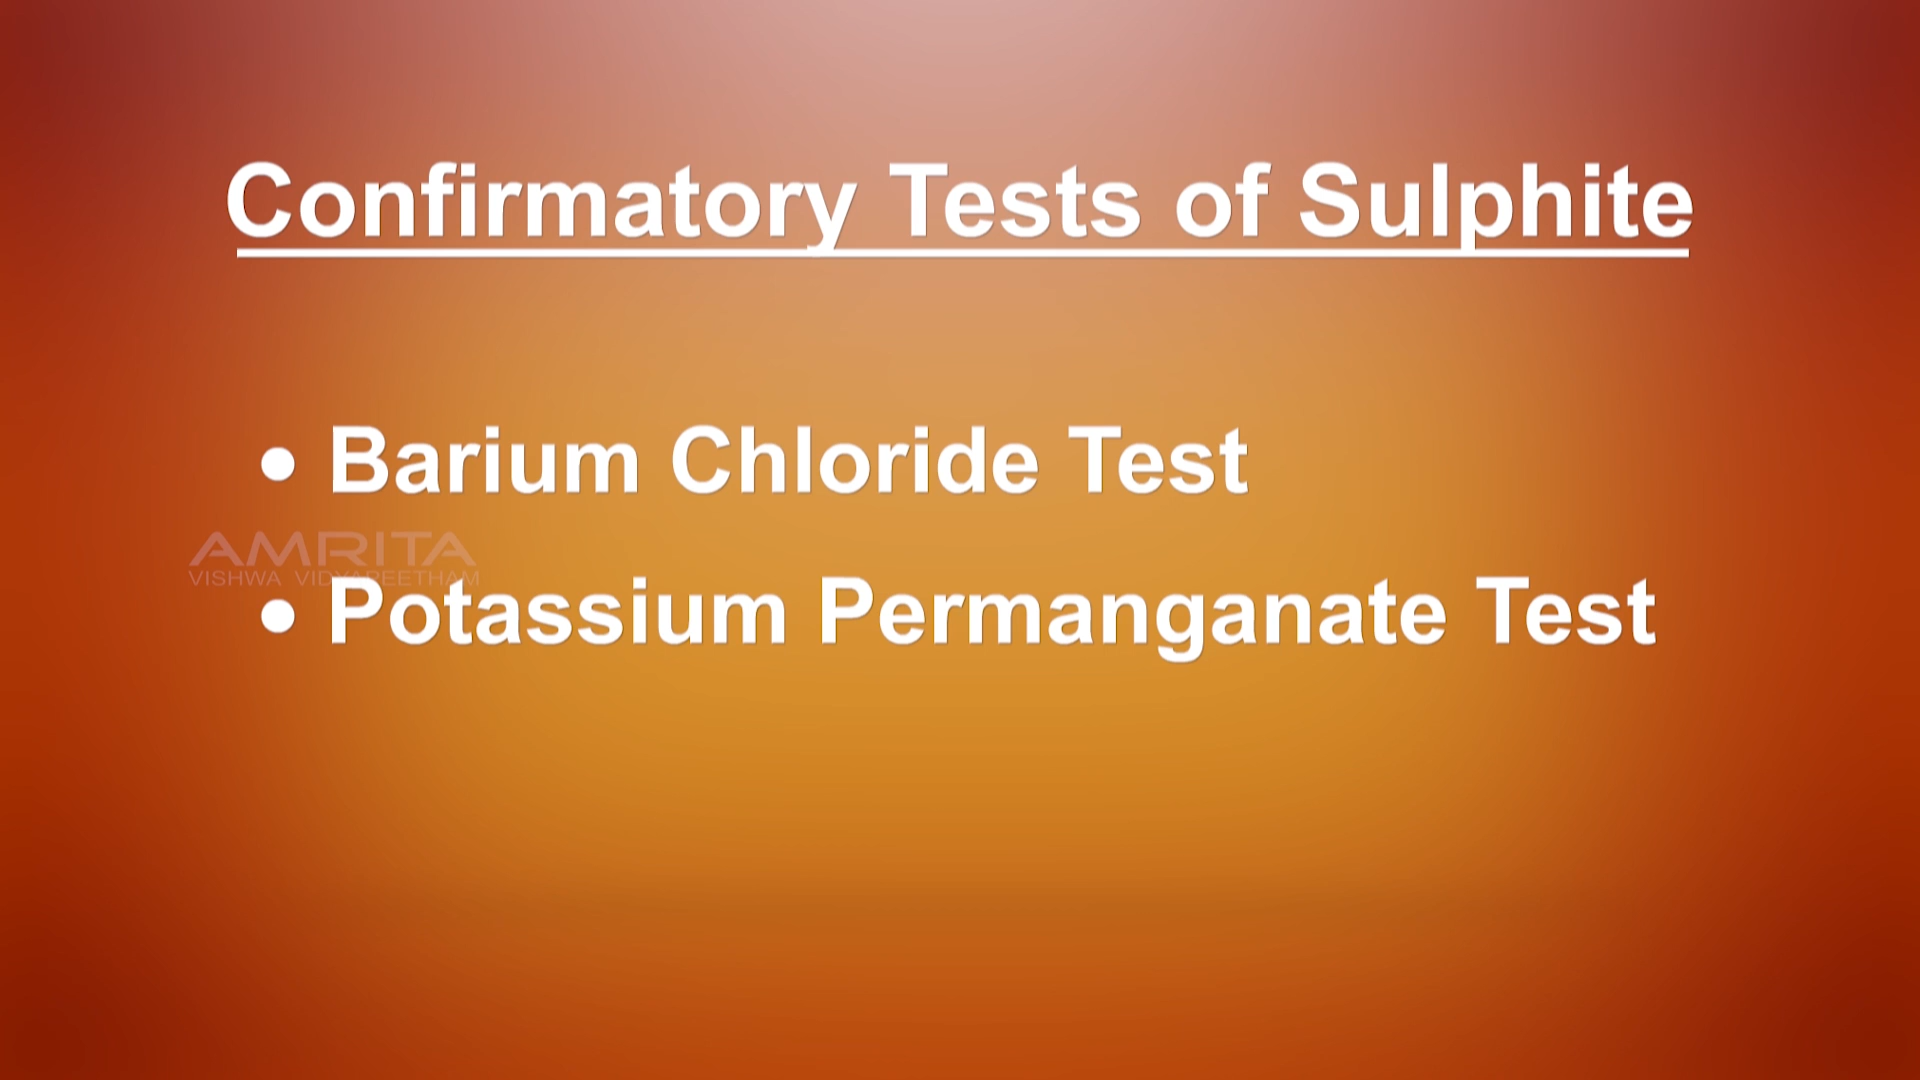 Confirmatory Tests of Sulphite
• Barium Chloride Test
AMRITA
VISHWA VIDYAPEETHAM
• Potassium Permanganate Test